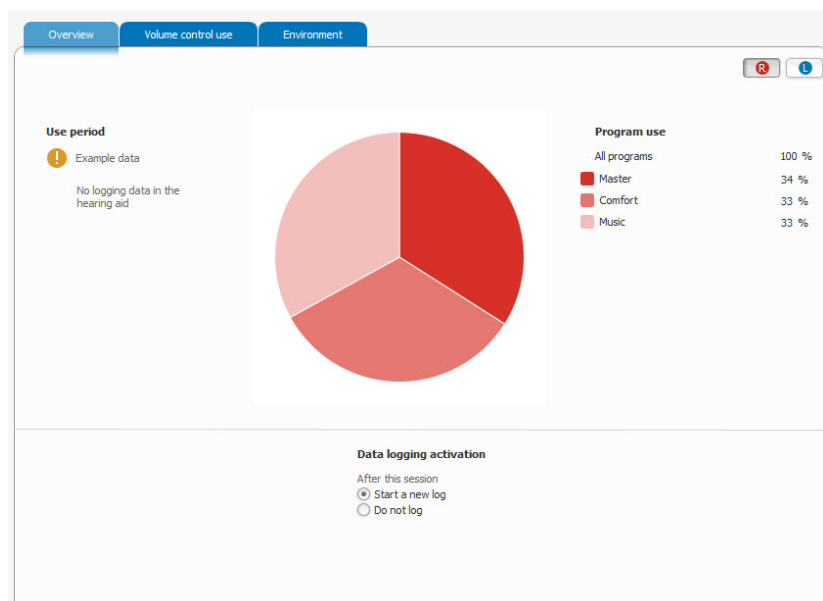 Overview
Volume control use
Environment
R
L
Use period
! Example data
No logging data in the
hearing aid
Program use
All programs 100 %
Master 34 %
Comfort 33 %
Music 33 %
Data logging activation
After this session
Start a new log
Do not log